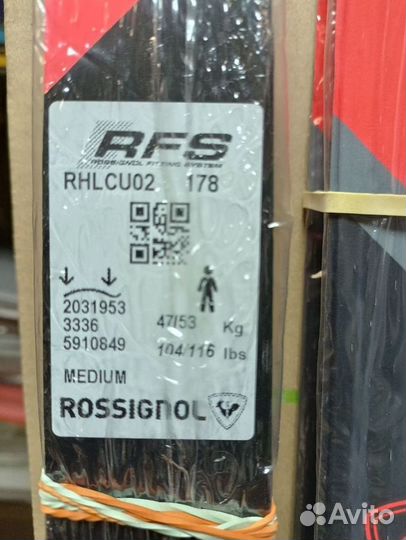 RFS
ROSSIGNOL FITTING SYSTEM
RHLCU02 178
2031953
3336 47/53 Kg
5910849 104/116 lbs
MEDIUM
ROSSIGNOL
Avito